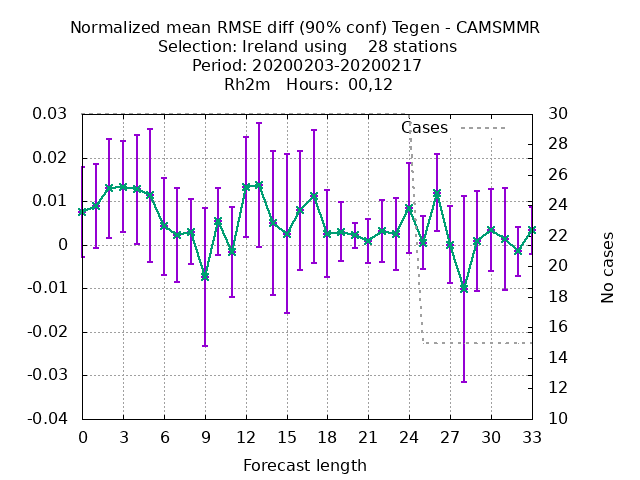 Normalized mean RMSE diff (90% conf) Tegen - CAMSMMR
Selection: Ireland using    28 stations
Period: 20200203-20200217
Rh2m   Hours:  00,12
Cases
0.03
0.02
0.01
0
-0.01
-0.02
-0.03
-0.04
30
28
26
24
22
20
18
16
14
12
10
No cases
0 3 6 9 12 15 18 21 24 27 30 33
Forecast length